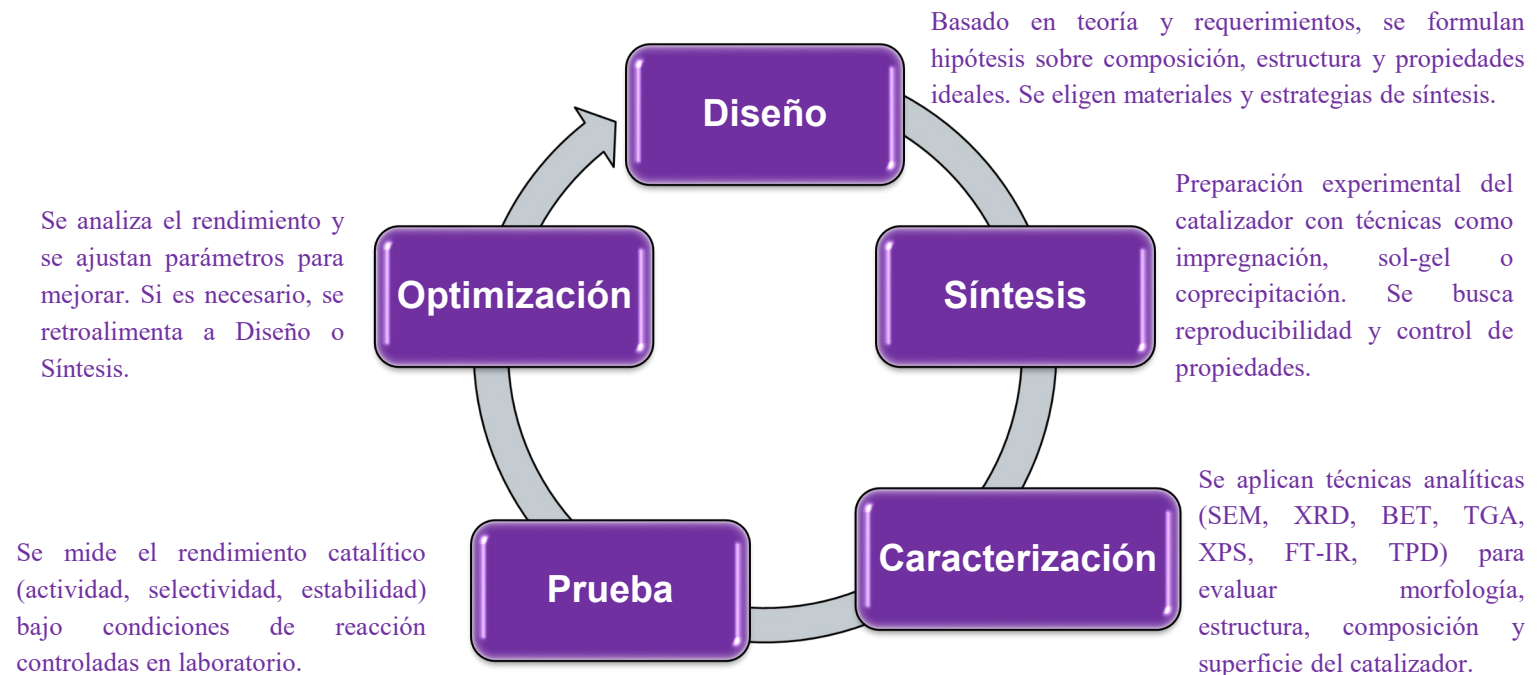 Diseño
Basado en teoría y requerimientos, se formulan
hipótesis sobre composición, estructura y propiedades
ideales. Se eligen materiales y estrategias de síntesis.
Síntesis
Preparación experimental del
catalizador con técnicas como
impregnación, sol-gel o
coprecipitación. Se busca
reproducibilidad y control de
propiedades.
Caracterización
Se aplican técnicas analíticas
(SEM, XRD, BET, TGA,
XPS, FT-IR, TPD) para
evaluar morfología,
estructura, composición y
superficie del catalizador.
Prueba
Se mide el rendimiento catalítico
(actividad, selectividad, estabilidad)
bajo condiciones de reacción
controladas en laboratorio.
Optimización
Se analiza el rendimiento y
se ajustan parámetros para
mejorar. Si es necesario, se
retroalimenta a Diseño o
Síntesis.